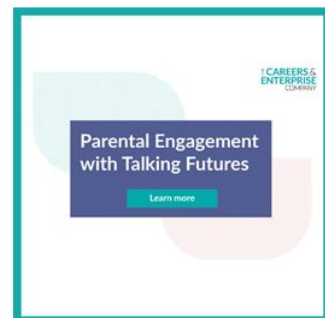 THE CAREERS &
ENTERPRISE
COMPANY
Parental Engagement
with Talking Futures
Learn more